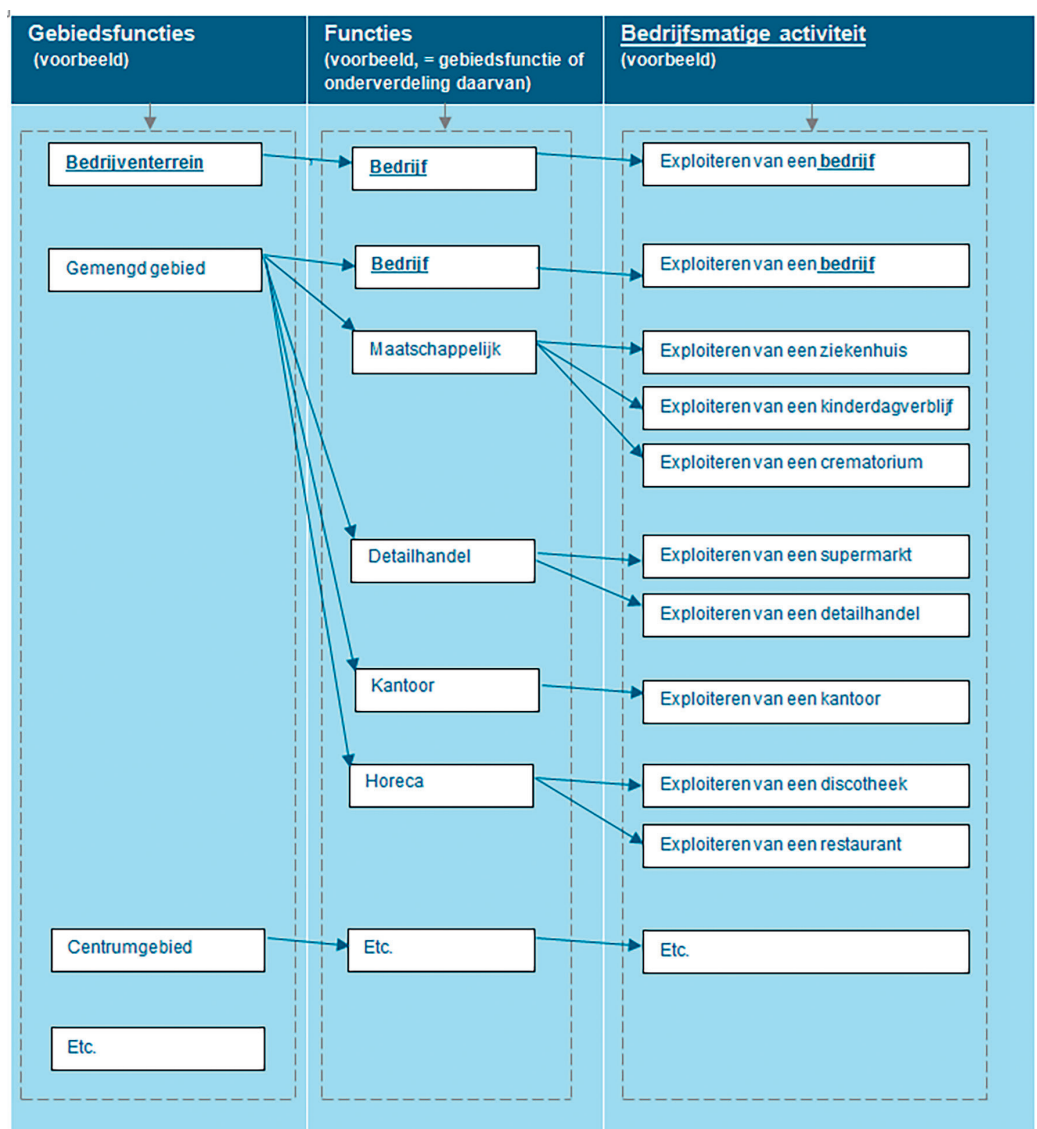 Gebiedsfuncties
(voorbeeld)
Functies
(voorbeeld, = gebiedsfunctie of
onderverdeling daarvan)
Bedrijfsmatige activiteit
(voorbeeld)
Bedrijventerrein
Bedrijf
Exploiteren van een bedrijf
Gemengd gebied
Bedrijf
Exploiteren van een bedrijf
Maatschappelijk
Exploiteren van een ziekenhuis
Exploiteren van een kinderdagverblijf
Exploiteren van een crematorium
Detailhandel
Exploiteren van een supermarkt
Exploiteren van een detailhandel
Kantoor
Exploiteren van een kantoor
Horeca
Exploiteren van een discotheek
Exploiteren van een restaurant
Centrumgebied
Etc.
Etc.
Etc.